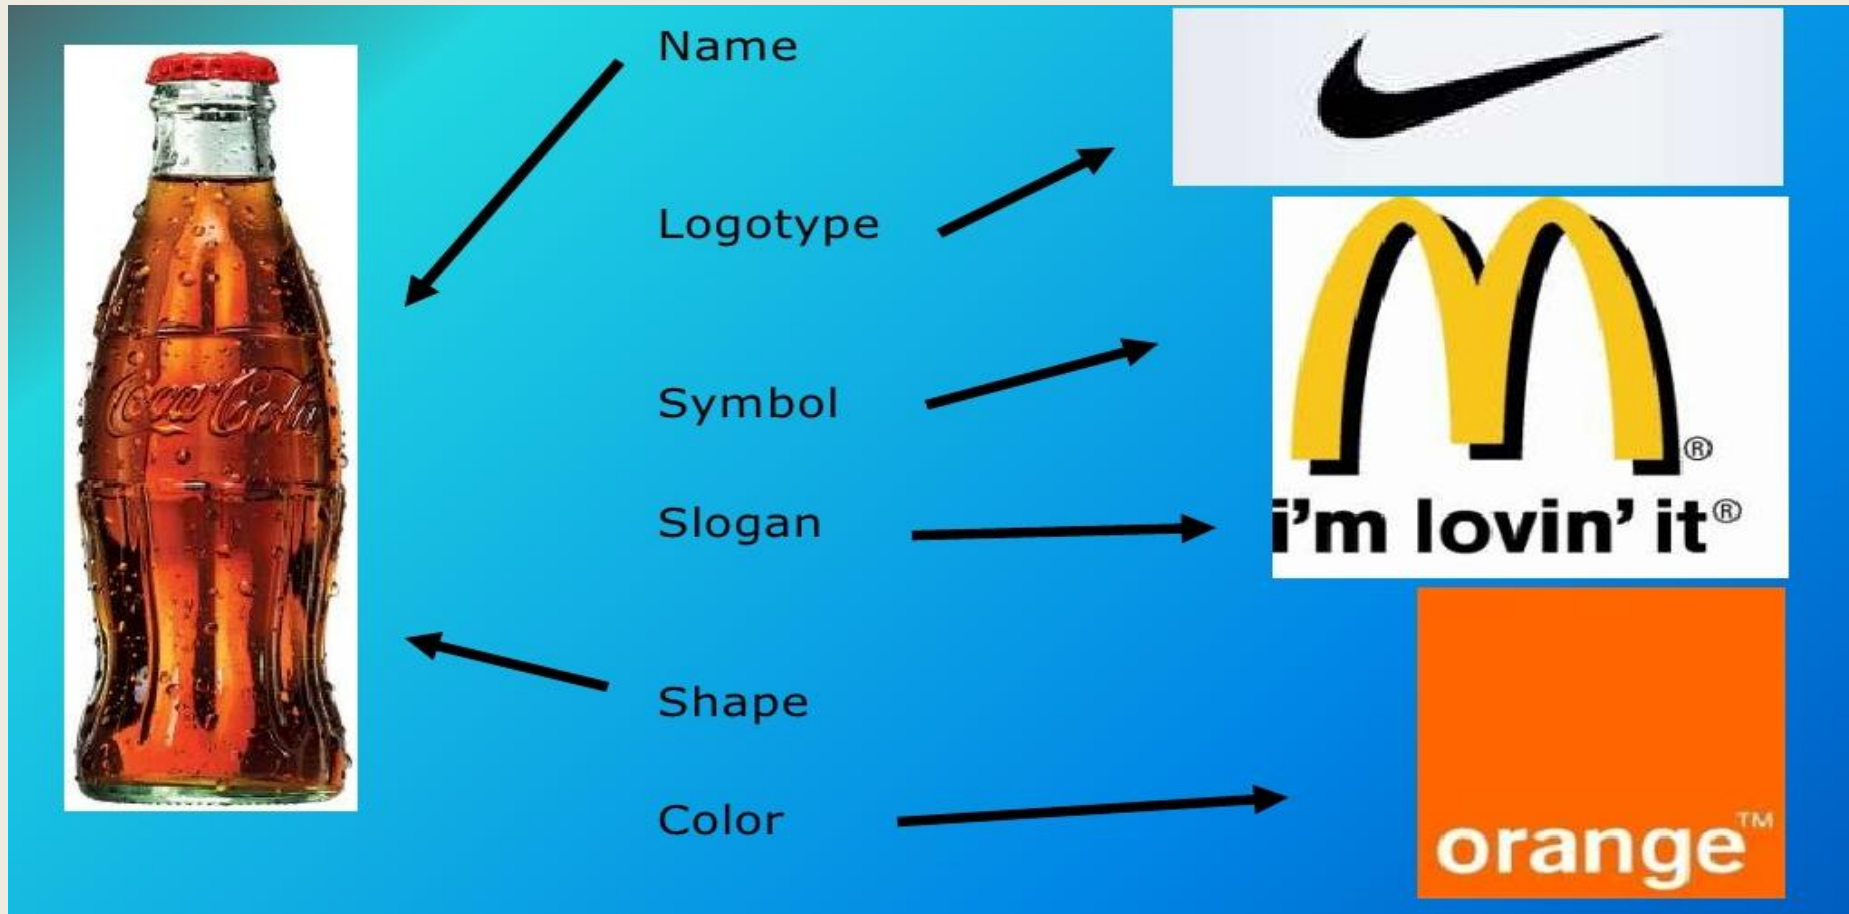 Name
Logotype
Symbol
Slogan
Shape
Color
Coca-Cola
i'm lovin' it®
orange™